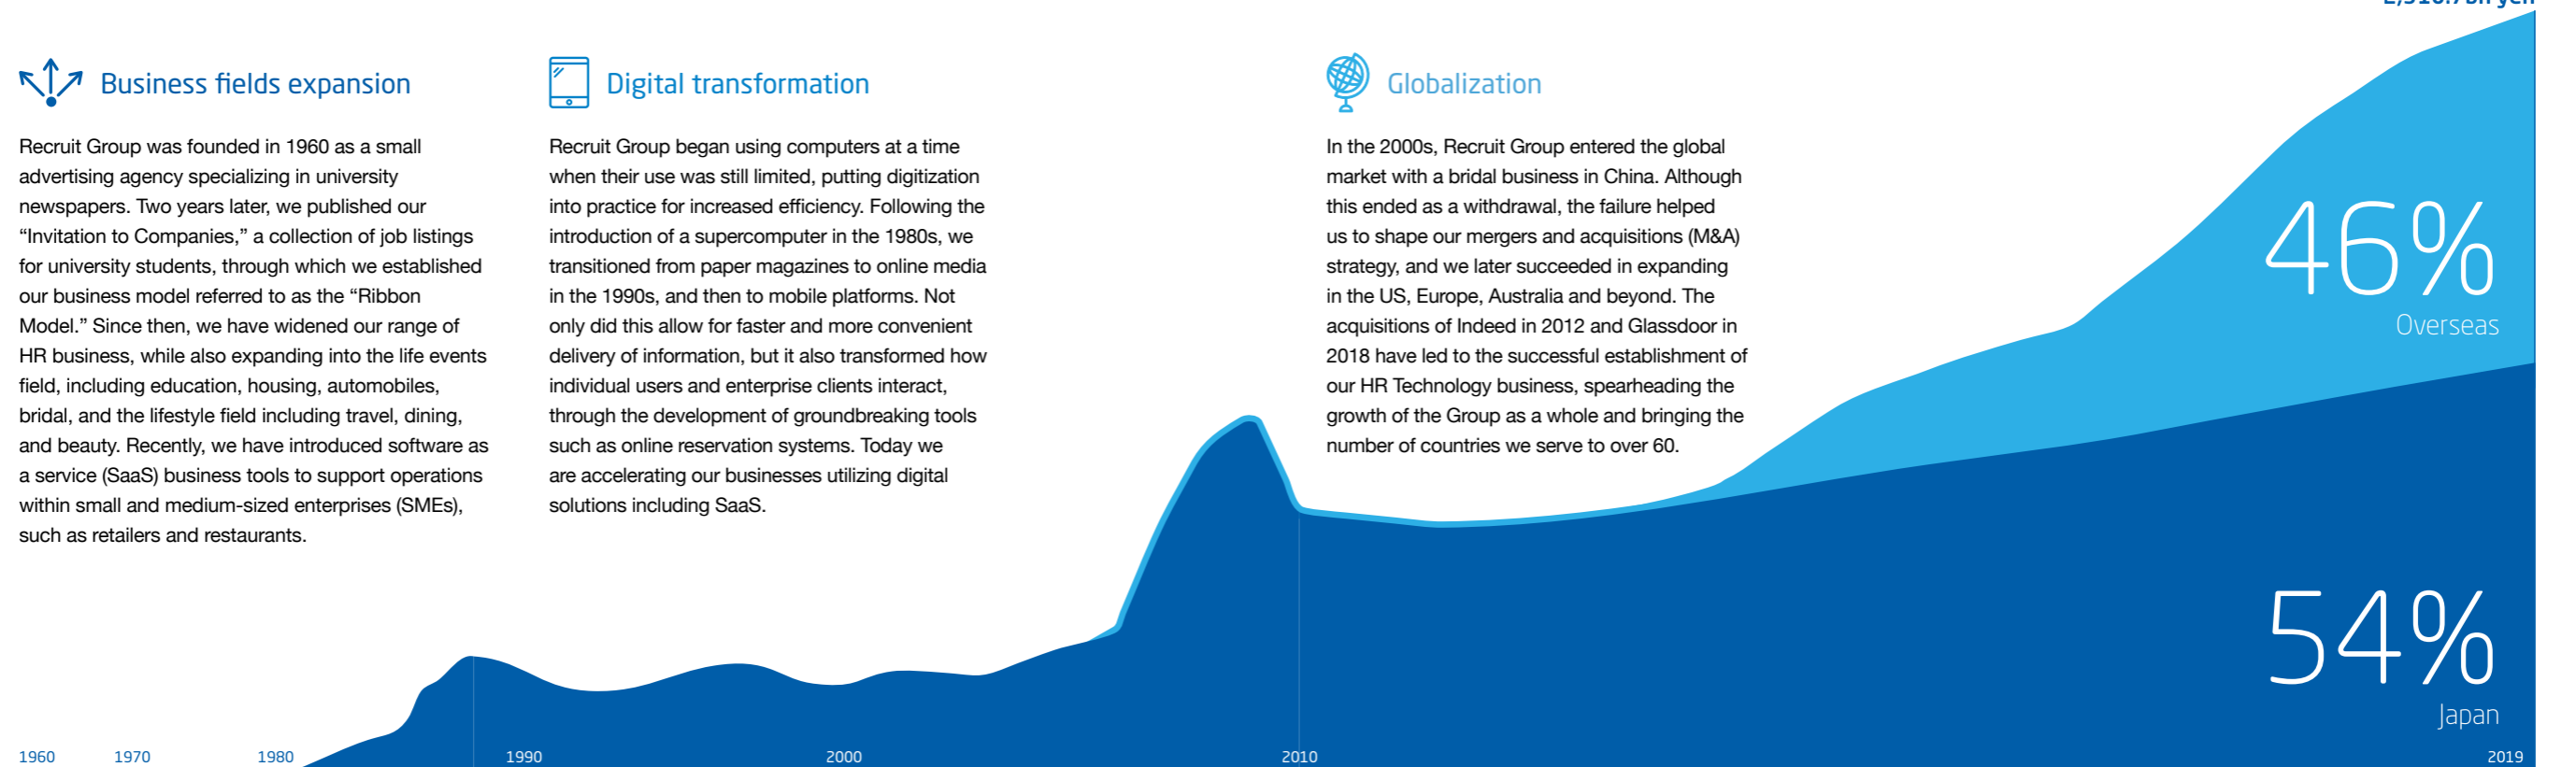 Business fields expansion
Recruit Group was founded in 1960 as a small
advertising agency specializing in university
newspapers. Two years later, we published our
“Invitation to Companies,” a collection of job listings
for university students, through which we established
our business model referred to as the “Ribbon
Model.” Since then, we have widened our range of
HR business, while also expanding into the life events
field, including education, housing, automobiles,
bridal, and the lifestyle field including travel, dining,
and beauty. Recently, we have introduced software as
a service (SaaS) business tools to support operations
within small and medium-sized enterprises (SMEs),
such as retailers and restaurants.
Digital transformation
Recruit Group began using computers at a time
when their use was still limited, putting digitization
into practice for increased efficiency. Following the
introduction of a supercomputer in the 1980s, we
transitioned from paper magazines to online media
in the 1990s, and then to mobile platforms. Not
only did this allow for faster and more convenient
delivery of information, but it also transformed how
individual users and enterprise clients interact,
through the development of groundbreaking tools
such as online reservation systems. Today we
are accelerating our businesses utilizing digital
solutions including SaaS.
Globalization
In the 2000s, Recruit Group entered the global
market with a bridal business in China. Although
this ended as a withdrawal, the failure helped
us to shape our mergers and acquisitions (M&A)
strategy, and we later succeeded in expanding
in the US, Europe, Australia and beyond. The
acquisitions of Indeed in 2012 and Glassdoor in
2018 have led to the successful establishment of
our HR Technology business, spearheading the
growth of the Group as a whole and bringing the
number of countries we serve to over 60.
46%
Overseas
54%
Japan
1960
1970
1980
1990
2000
2010
2019